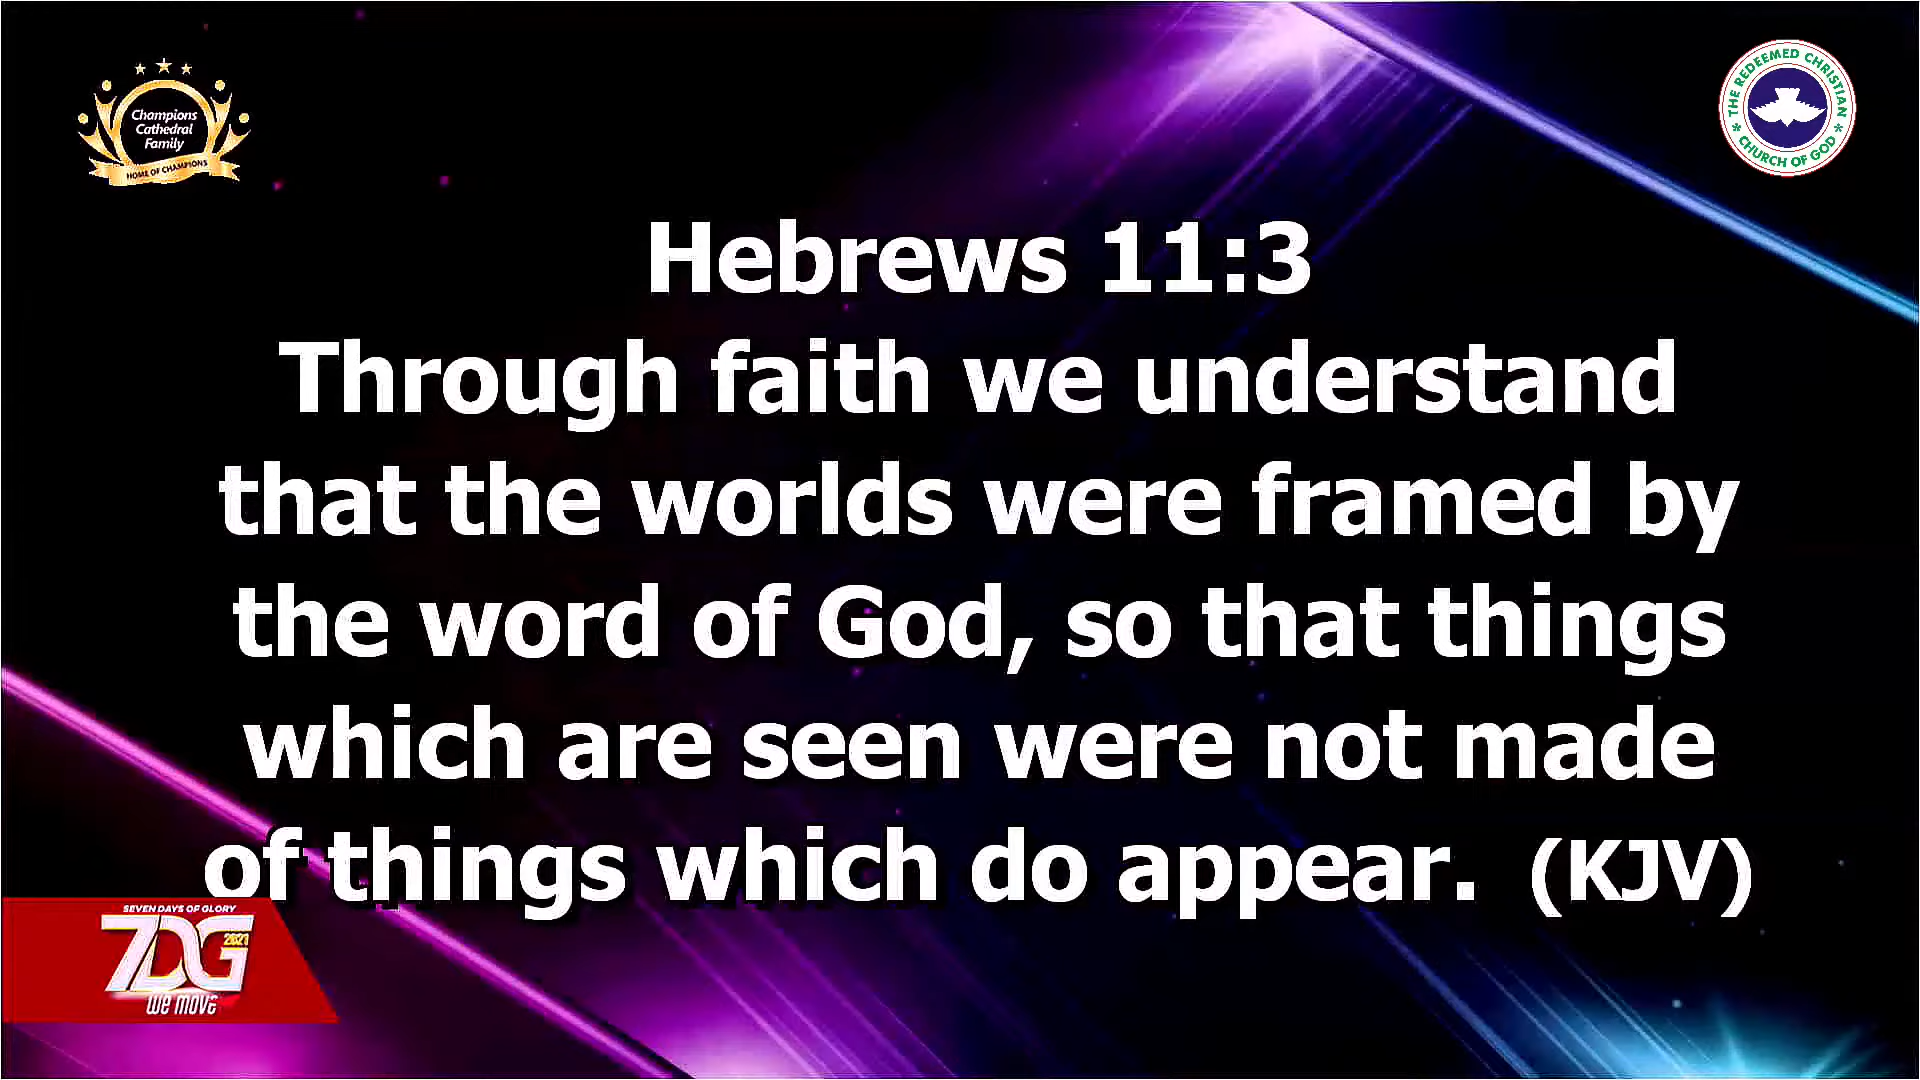 Champions
Cathedral
Family
HOME OF CHAMPIONS
THE REDEEMED CHRISTIAN
* CHURCH OF GOD *
Hebrews 11:3
Through faith we understand
that the worlds were framed by
the word of God, so that things
which are seen were not made
of things which do appear. (KJV)
SEVEN DAYS OF GLORY
7DG
2021
WE MOVE